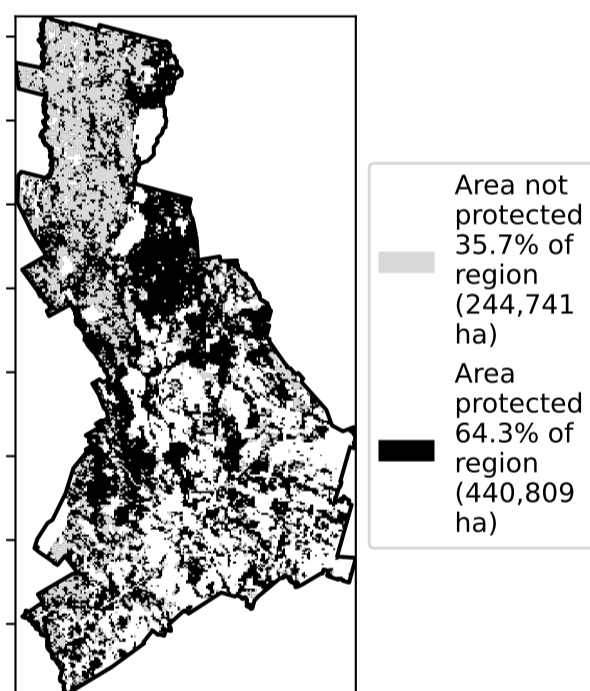 Area not
protected
35.7% of
region
(244,741
ha)
Area
protected
64.3% of
region
(440,809
ha)